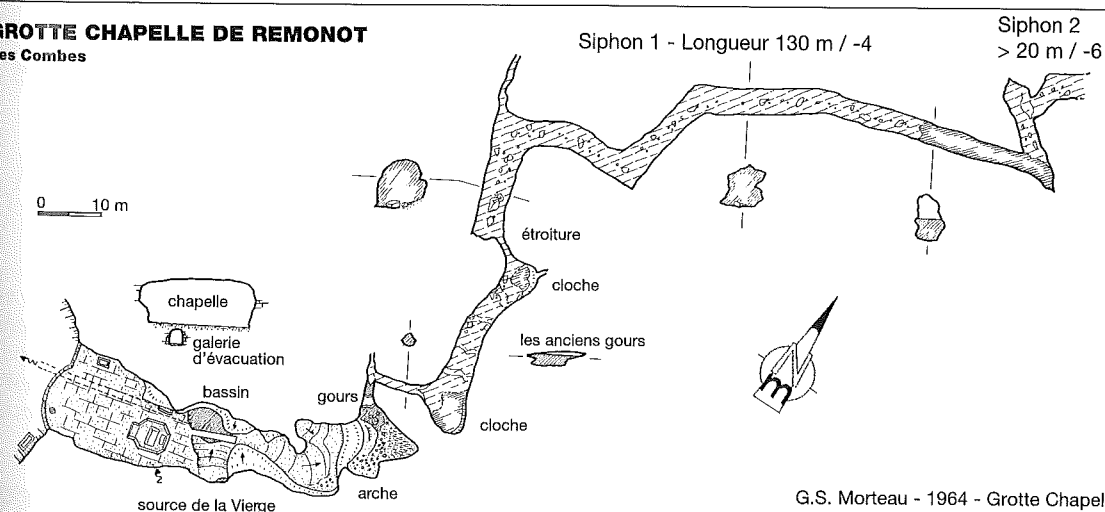 GROTTE CHAPELLE DE REMONOT
es Combes
Siphon 1 - Longueur 130 m / -4
Siphon 2
> 20 m / -6
0 10 m
étroiture
cloche
chapelle
galerie
d'évacuation
les anciens gours
bassin
gours
cloche
arche
source de la Vierge
2
m
G.S. Morteau - 1964 - Grotte Chapel